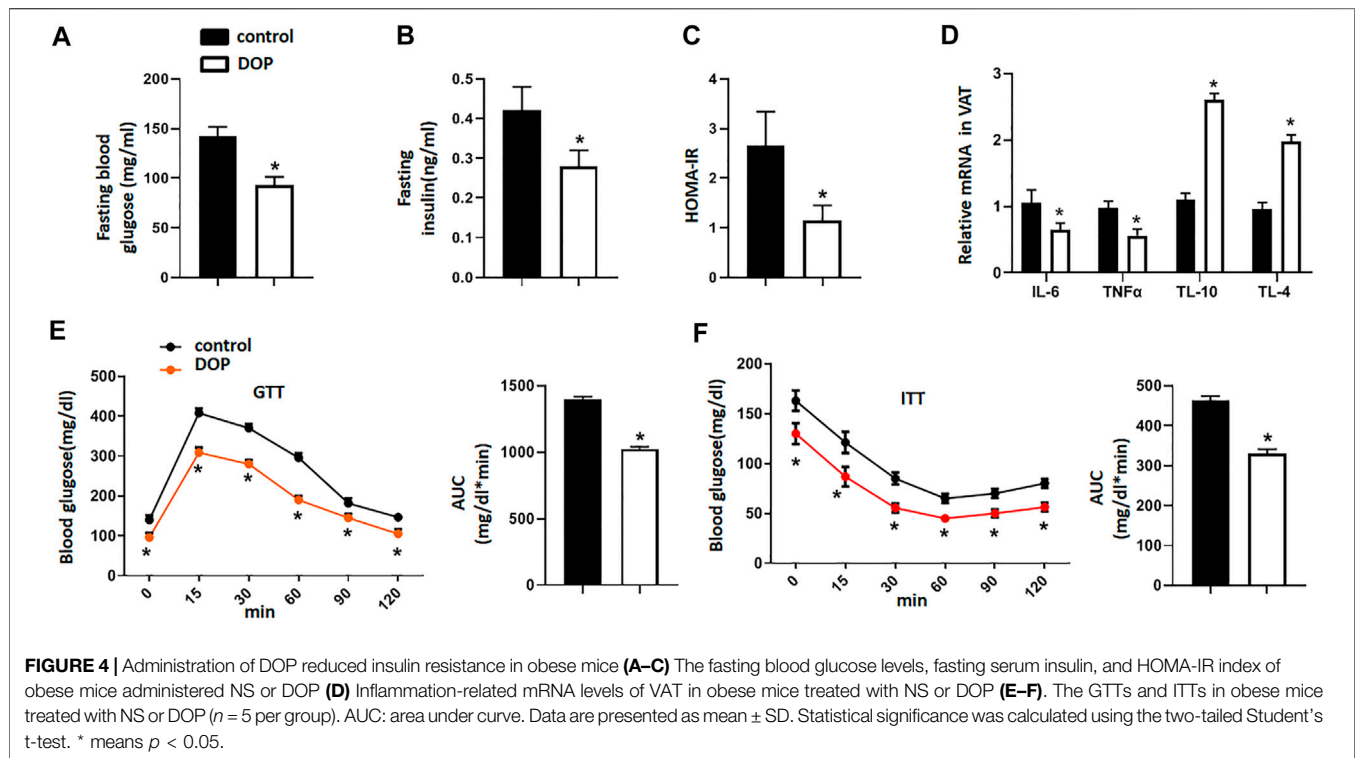 A
control
DOP
Fasting blood
glugose (mg/ml)
200
150
100
50
0
*
B
Fasting
insulin(ng/ml)
0.5
0.4
0.3
0.2
0.1
0.0
*
C
HOMA-IR
4
3
2
1
0
*
D
Relative mRNA in VAT
3
2
1
0
* * * *
IL-6 TNFα TL-10 TL-4
E
control
DOP
GTT
Blood glugose(mg/dl)
500
400
300
200
100
0
* * * * * *
0 15 30 60 90 120
min
AUC
(mg/dl*min)
1500
1000
500
0
*
F
ITT
Blood glugose(mg/dl)
200
150
100
50
0
* * * * * *
0 15 30 60 90 120
min
AUC
(mg/dl*min)
500
400
300
200
100
0
*
FIGURE 4 | Administration of DOP reduced insulin resistance in obese mice (A–C) The fasting blood glucose levels, fasting serum insulin, and HOMA-IR index of
obese mice administered NS or DOP (D) Inflammation-related mRNA levels of VAT in obese mice treated with NS or DOP (E–F). The GTTs and ITTs in obese mice
treated with NS or DOP (n = 5 per group). AUC: area under curve. Data are presented as mean ± SD. Statistical significance was calculated using the two-tailed Student's
t-test. * means p < 0.05.